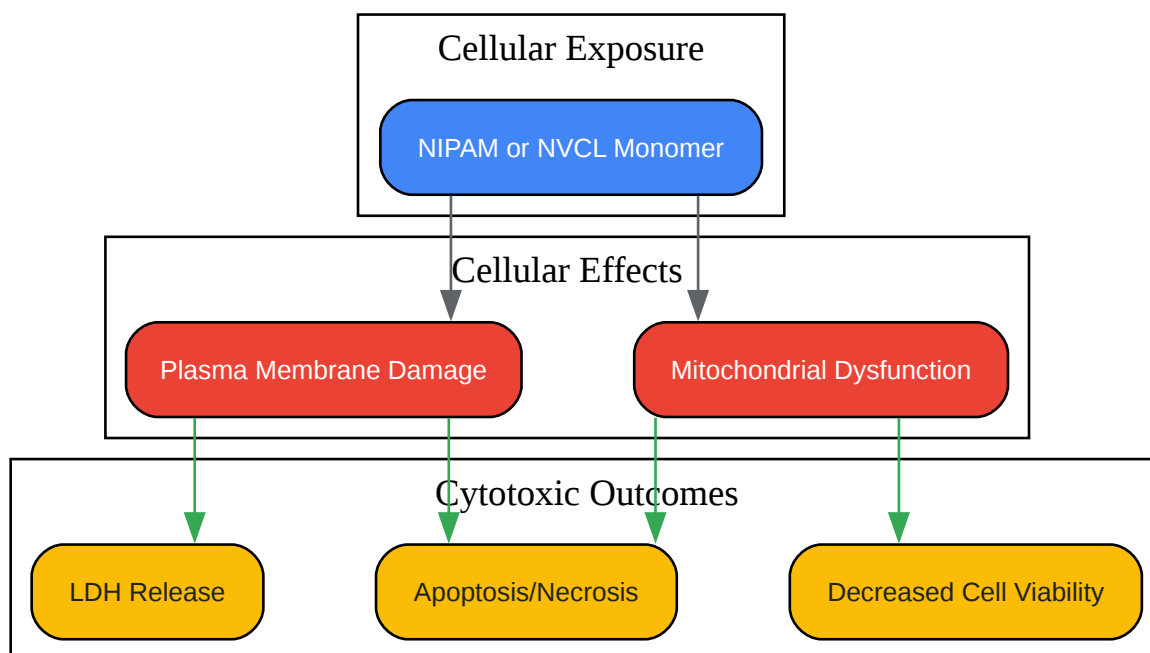 Cellular Exposure
NIPAM or NVCL Monomer
Cellular Effects
Plasma Membrane Damage
Mitochondrial Dysfunction
Cytotoxic Outcomes
LDH Release
Apoptosis/Necrosis
Decreased Cell Viability